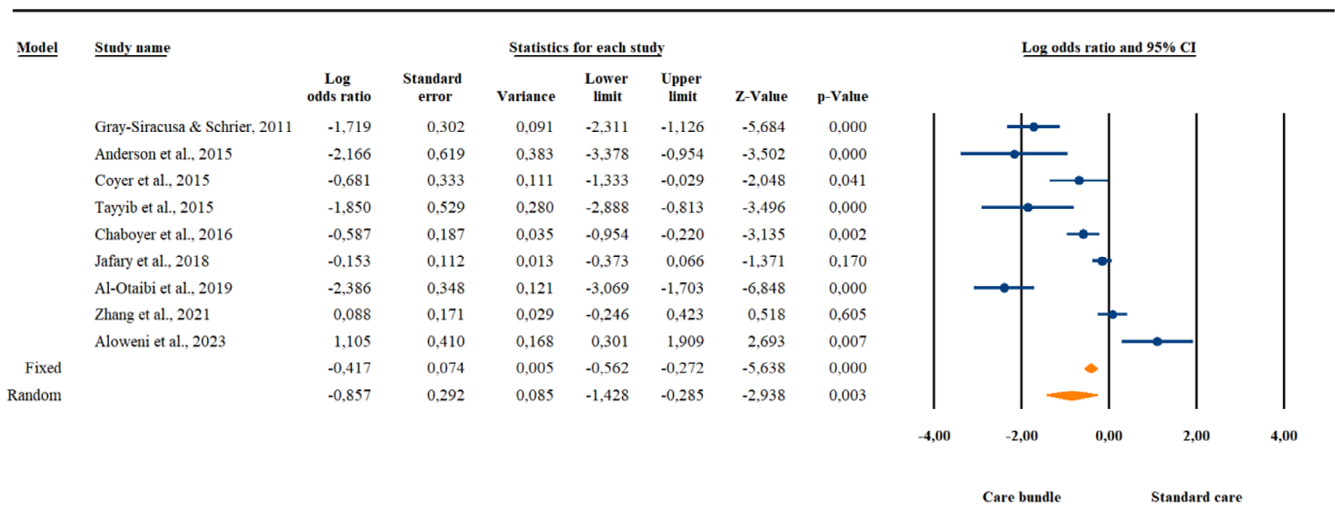 Model Study name Statistics for each study Log odds ratio and 95% CI
Log Standard Lower Upper
odds ratio error Variance limit limit Z-Value p-Value
Gray-Siracusa & Schrier, 2011 -1,719 0,302 0,091 -2,311 -1,126 -5,684 0,000
Anderson et al., 2015 -2,166 0,619 0,383 -3,378 -0,954 -3,502 0,000
Coyer et al., 2015 -0,681 0,333 0,111 -1,333 -0,029 -2,048 0,041
Tayyib et al., 2015 -1,850 0,529 0,280 -2,888 -0,813 -3,496 0,000
Chaboyer et al., 2016 -0,587 0,187 0,035 -0,954 -0,220 -3,135 0,002
Jafary et al., 2018 -0,153 0,112 0,013 -0,373 0,066 -1,371 0,170
Al-Otaibi et al., 2019 -2,386 0,348 0,121 -3,069 -1,703 -6,848 0,000
Zhang et al., 2021 0,088 0,171 0,029 -0,246 0,423 0,518 0,605
Aloweni et al., 2023 1,105 0,410 0,168 0,301 1,909 2,693 0,007
Fixed -0,417 0,074 0,005 -0,562 -0,272 -5,638 0,000
Random -0,857 0,292 0,085 -1,428 -0,285 -2,938 0,003
-4,00 -2,00 0,00 2,00 4,00
Care bundle Standard care